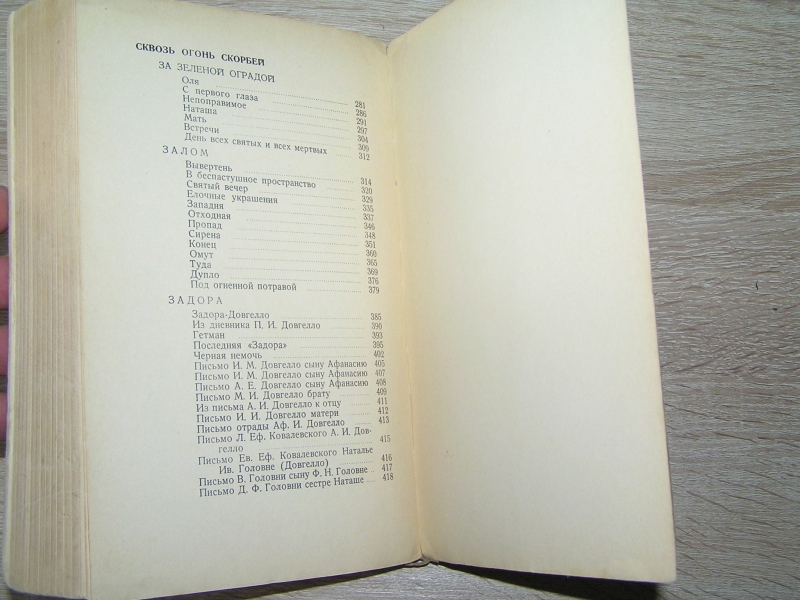 СКВОЗЬ ОГОНЬ СКОРБЕЙ
ЗА ЗЕЛЕНОЙ ОГРАДОЙ
Оля 281
С первого глаза 286
Непоправимое 291
Наташа 297
Мать 304
Встречи 309
День всех святых и всех мертвых 312
ЗАЛОМ
Вывертень 314
В беспастушное пространство 320
Святый вечер 329
Елочные украшения 335
Западня 337
Отходная 346
Пропад 348
Сирена 351
Конец 360
Омут 365
Туда 369
Дупло 376
Под огненной потравой 379
ЗАДОРА
Задора-Довгелло 385
Из дневника П. И. Довгелло 390
Гетман 393
Последняя «Задора» 395
Черная немочь 402
Письмо И. М. Довгелло сыну Афанасию 405
Письмо И. М. Довгелло сыну Афанасию 407
Письмо А. Е. Довгелло сыну Афанасию 408
Письмо М. И. Довгелло брату 409
Из письма А. И. Довгелло к отцу 411
Письмо И. И. Довгелло матери 412
Письмо отрады Аф. И. Довгелло 413
Письмо Л. Еф. Ковалевского А. И. Дов-
гелло 415
Письмо Ев. Еф. Ковалевского Наталье
Ив. Головне (Довгелло) 416
Письмо В. Головни сыну Ф. Н. Головне 417
Письмо Д. Ф. Головни сестре Наташе 418